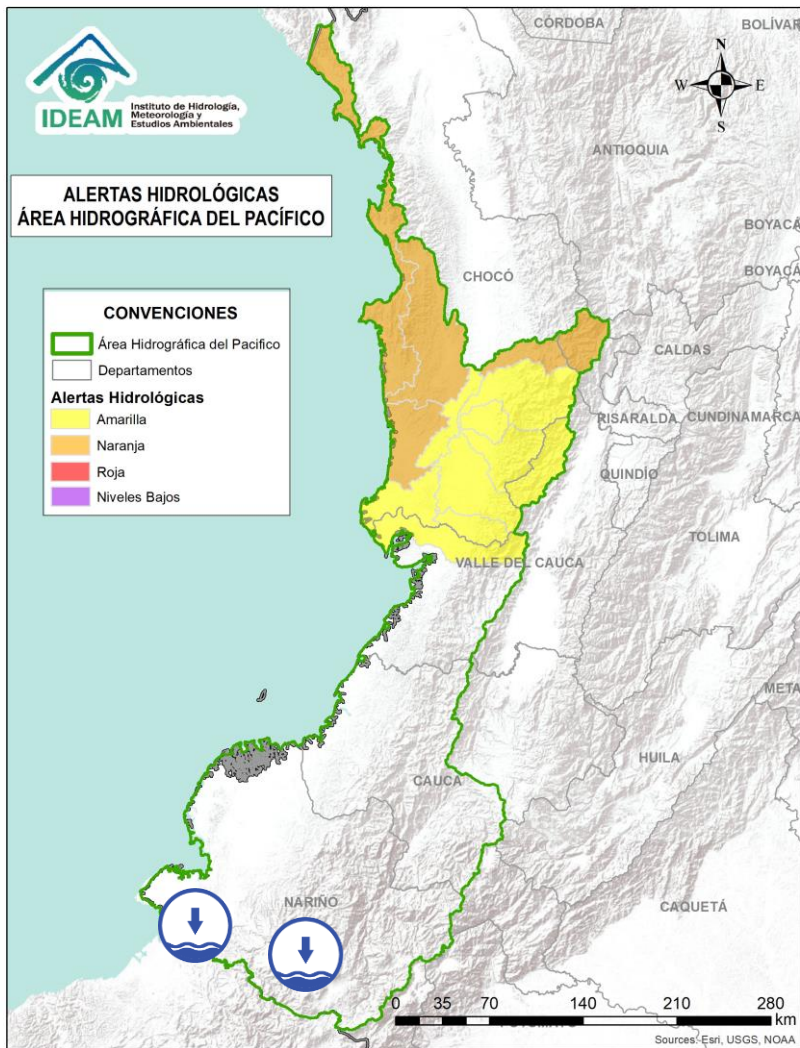 CÓRDOBA
BOLÍVAR
N
W
E
S
IDEAM
Instituto de Hidrología,
Meteorología y
Estudios Ambientales
ANTIOQUIA
ALERTAS HIDROLÓGICAS
ÁREA HIDROGRÁFICA DEL PACÍFICO
BOYACÁ
BOYACÁ
CHOCÓ
CONVENCIONES
Área Hidrográfica del Pacifico
Departamentos
Alertas Hidrológicas
Amarilla
Naranja
Roja
Niveles Bajos
CALDAS
RISARALDA
CUNDINAMARCA
QUINDÍO
TOLIMA
VALLE DEL CAUCA
META
HUILA
CAUCA
NARIÑO
CAQUETÁ
0 35 70 140 210 280
km
Sources: Esri, USGS, NOAA